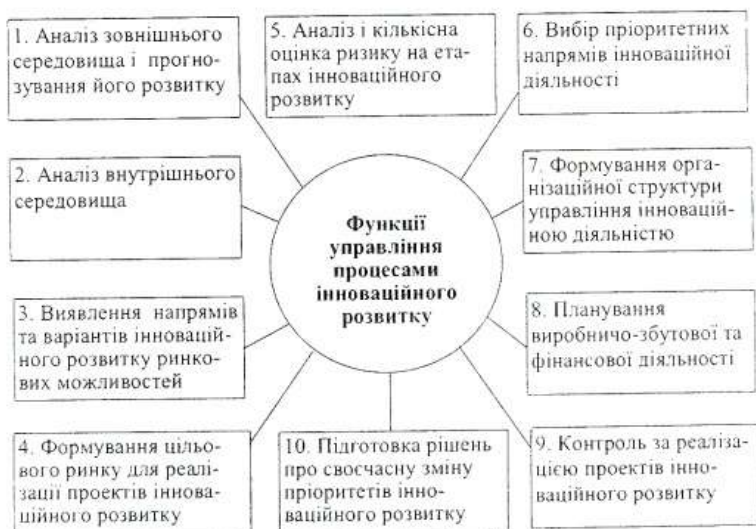 1. Аналіз зовнішнього
середовища і прогно-
зування його розвитку
5. Аналіз і кількісна
оцінка ризику на ета-
пах інноваційного
розвитку
6. Вибір пріоритетних
напрямів інноваційної
діяльності
2. Аналіз внутрішнього
середовища
7. Формування орга-
нізаційної структури
управління інновацій-
ною діяльністю
Функції
управління
процесами
інноваційного
розвитку
3. Виявлення напрямів
та варіантів інновацій-
ного розвитку ринко-
вих можливостей
8. Планування
виробничо-збутової та
фінансової діяльності
4. Формування цільо-
вого ринку для реалі-
зації проектів іннова-
ційного розвитку
10. Підготовка рішень
про своєчасну зміну
пріоритетів інно-
ваційного розвитку
9. Контроль за реаліза-
цією проектів інно-
ваційного розвитку